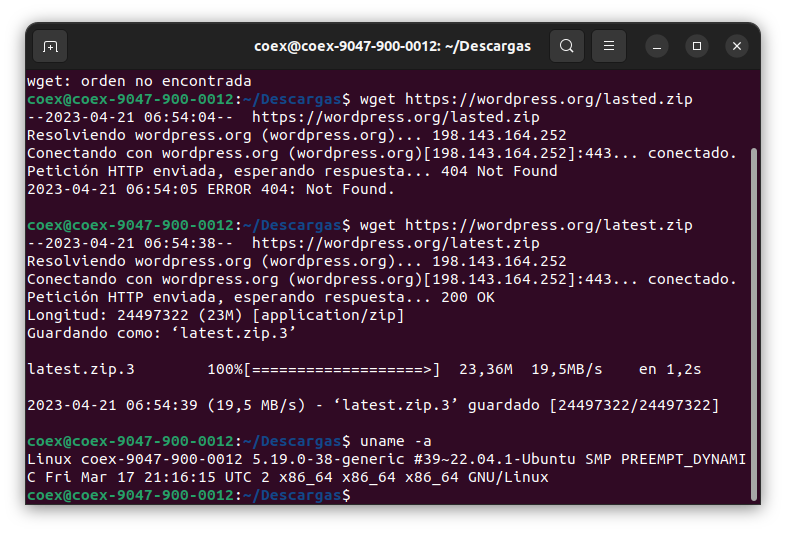 coex@coex-9047-900-0012: ~/Descargas
wget: orden no encontrada
coex@coex-9047-900-0012:~/Descargas$ wget https://wordpress.org/lasted.zip
--2023-04-21 06:54:04--  https://wordpress.org/lasted.zip
Resolviendo wordpress.org (wordpress.org)... 198.143.164.252
Conectando con wordpress.org (wordpress.org)[198.143.164.252]:443... conectado.
Petición HTTP enviada, esperando respuesta... 404 Not Found
2023-04-21 06:54:05 ERROR 404: Not Found.
coex@coex-9047-900-0012:~/Descargas$ wget https://wordpress.org/latest.zip
--2023-04-21 06:54:38--  https://wordpress.org/latest.zip
Resolviendo wordpress.org (wordpress.org)... 198.143.164.252
Conectando con wordpress.org (wordpress.org)[198.143.164.252]:443... conectado.
Petición HTTP enviada, esperando respuesta... 200 OK
Longitud: 24497322 (23M) [application/zip]
Guardando como: ‘latest.zip.3’
latest.zip.3        100%[===================>]  23,36M  19,5MB/s    en 1,2s
2023-04-21 06:54:39 (19,5 MB/s) - ‘latest.zip.3’ guardado [24497322/24497322]
coex@coex-9047-900-0012:~/Descargas$ uname -a
Linux coex-9047-900-0012 5.19.0-38-generic #39~22.04.1-Ubuntu SMP PREEMPT_DYNAMI
C Fri Mar 17 21:16:15 UTC 2 x86_64 x86_64 x86_64 GNU/Linux
coex@coex-9047-900-0012:~/Descargas$